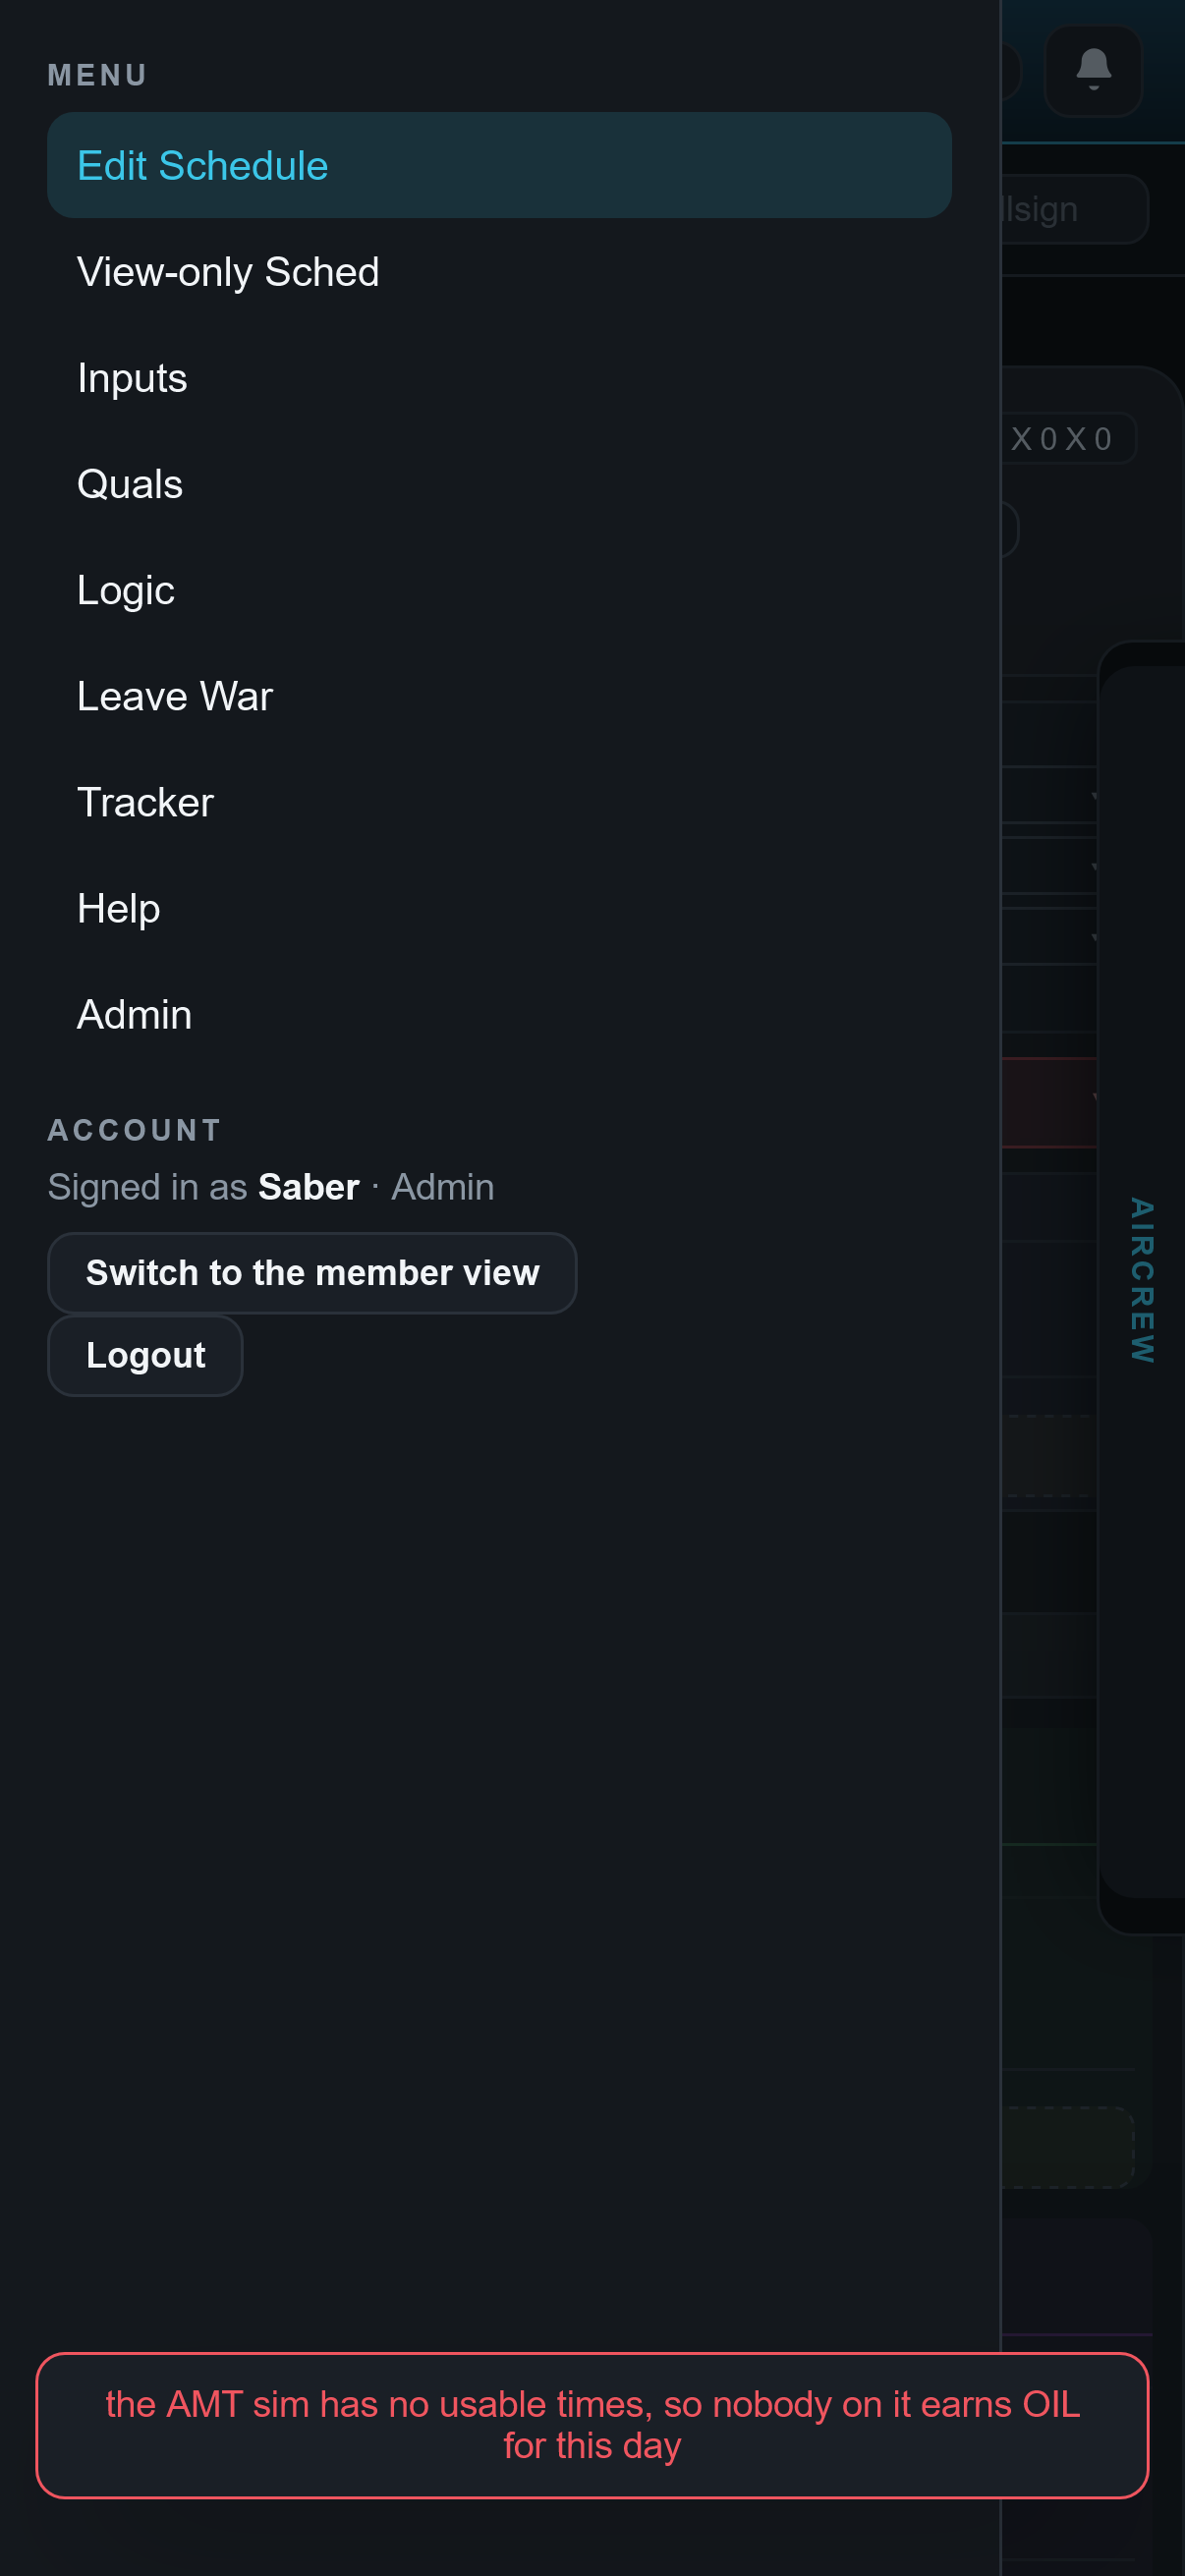 MENU
Edit Schedule
View-only Sched
Inputs
Quals
Logic
Leave War
Tracker
Help
Admin
ACCOUNT
Signed in as Saber · Admin
Switch to the member view
Logout
llsign
X 0 X 0
AIRCREW
the AMT sim has no usable times, so nobody on it earns OIL
for this day